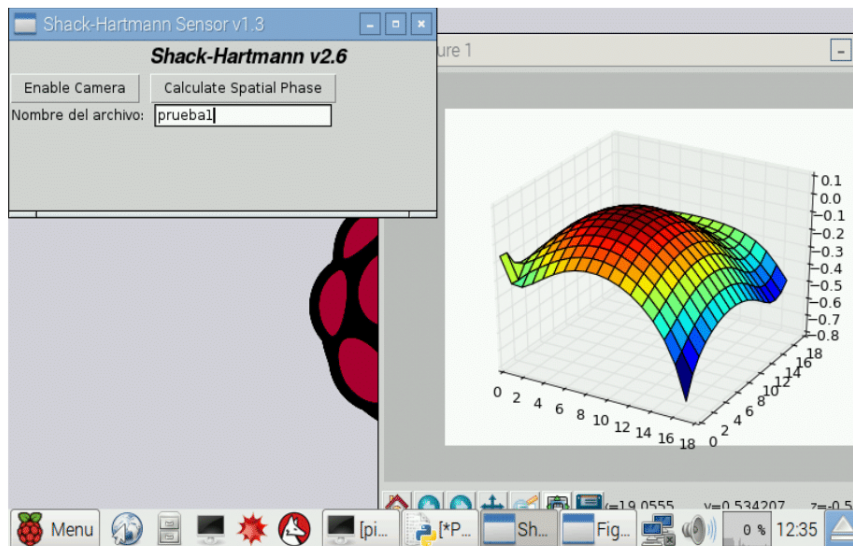 Shack-Hartmann Sensor v1.3
Shack-Hartmann v2.6
Enable Camera
Calculate Spatial Phase
Nombre del archivo:
prueba1
ure 1
0.1
0.0
−0.1
−0.2
−0.3
−0.4
−0.5
−0.6
−0.7
−0.8
0 2 4 6 8 10 12 14 16 18
0 2 4 6 8 10 12 14 16 18
=19.0555 y=0.534207 z=-0.5
Menu
[pi...
[*P...
Sh...
Fig...
0 %
12:35